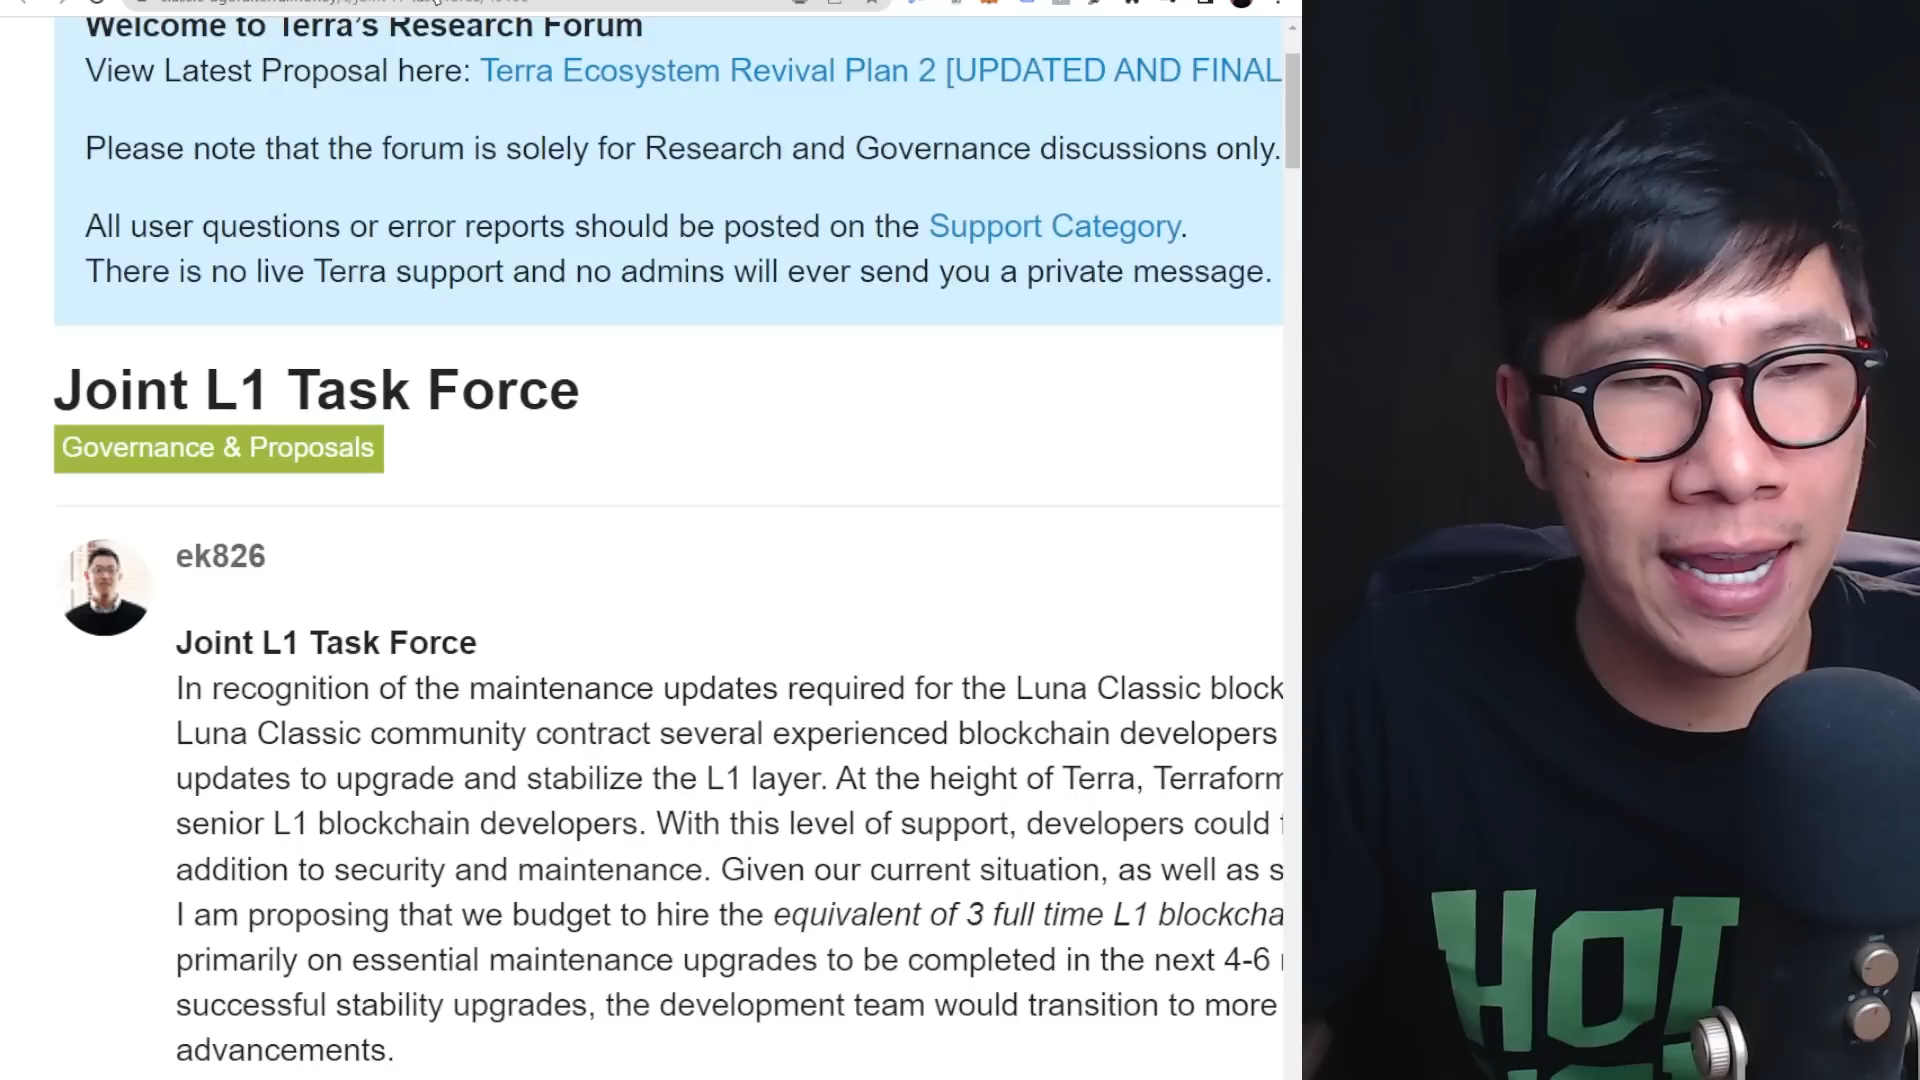 Welcome to Terra's Research Forum
View Latest Proposal here: Terra Ecosystem Revival Plan 2 [UPDATED AND FINAL
Please note that the forum is solely for Research and Governance discussions only.
All user questions or error reports should be posted on the Support Category.
There is no live Terra support and no admins will ever send you a private message.
Joint L1 Task Force
Governance & Proposals
ek826
Joint L1 Task Force
In recognition of the maintenance updates required for the Luna Classic block
Luna Classic community contract several experienced blockchain developers
updates to upgrade and stabilize the L1 layer. At the height of Terra, Terraform
senior L1 blockchain developers. With this level of support, developers could
addition to security and maintenance. Given our current situation, as well as s
I am proposing that we budget to hire the equivalent of 3 full time L1 blockcha
primarily on essential maintenance upgrades to be completed in the next 4-6
successful stability upgrades, the development team would transition to more
advancements.
HOT